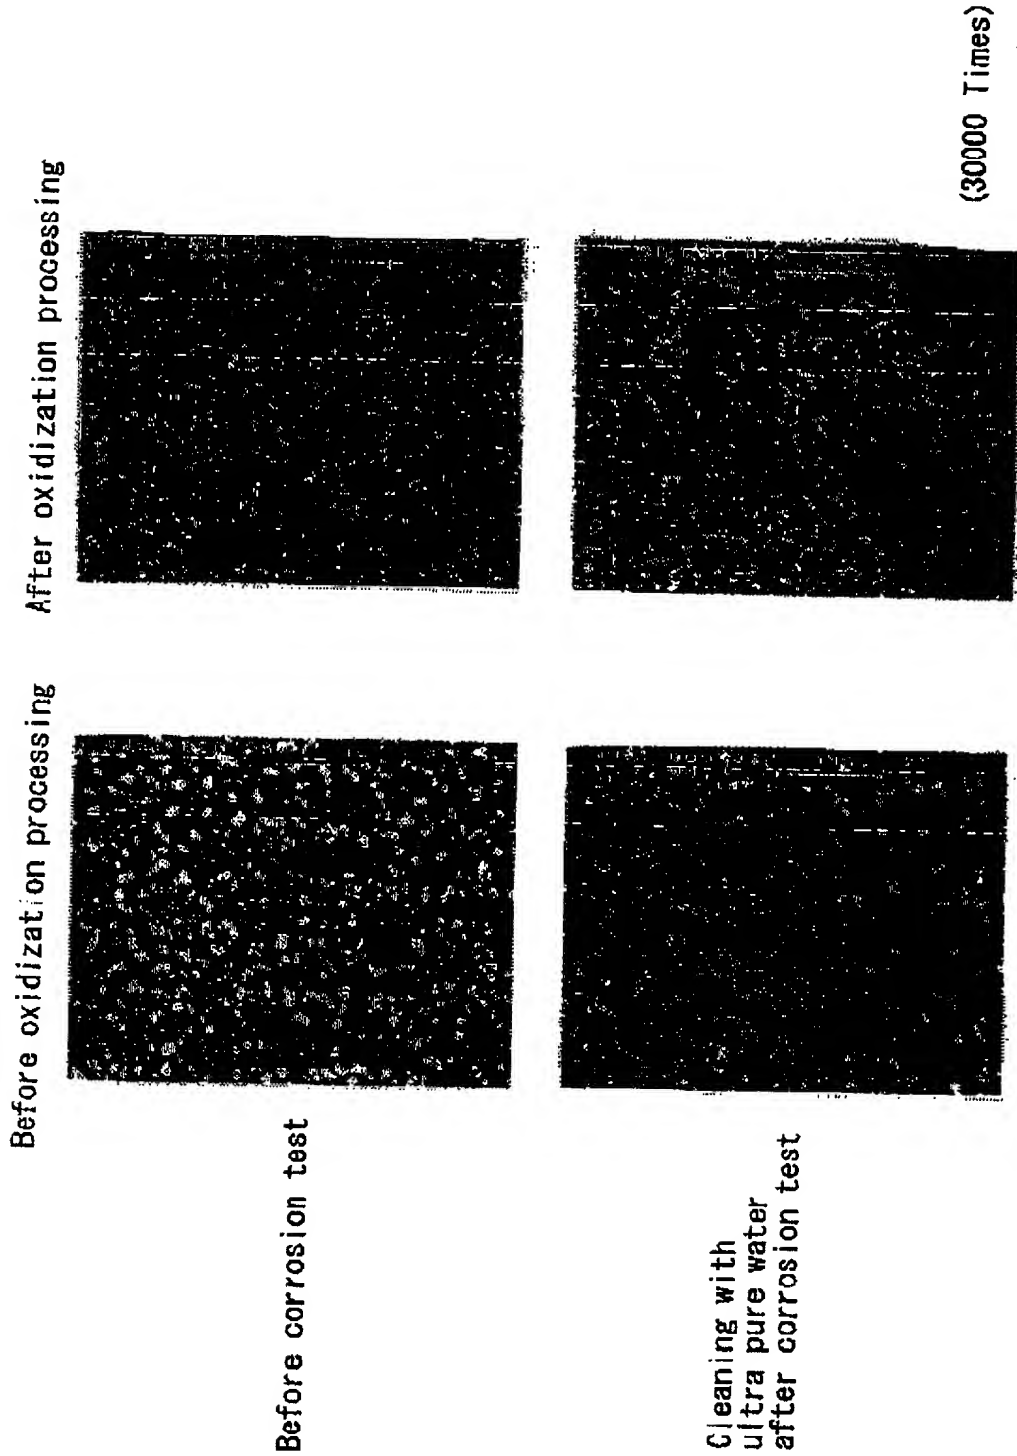 Before oxidization processing
After oxidization processing
Before corrosion test
Cleaning with
ultra pure water
after corrosion test
(30000 Times)